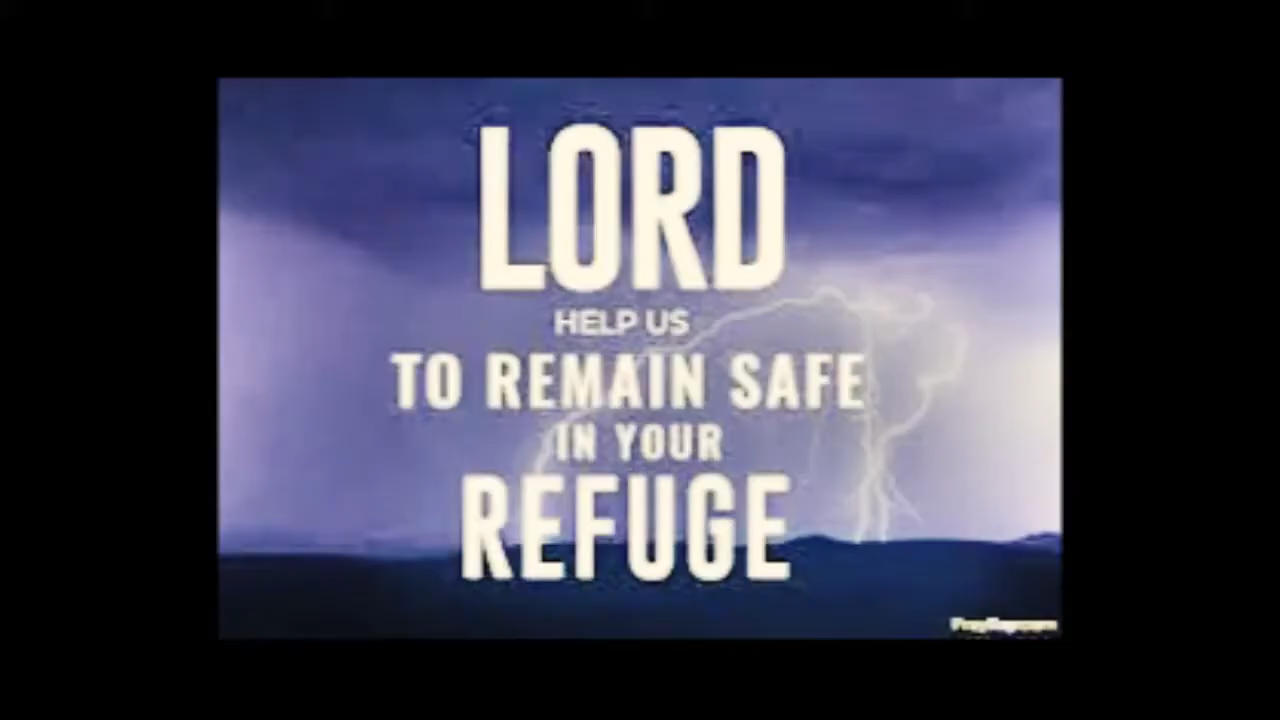 LORD
HELP US
TO REMAIN SAFE
IN YOUR
REFUGE